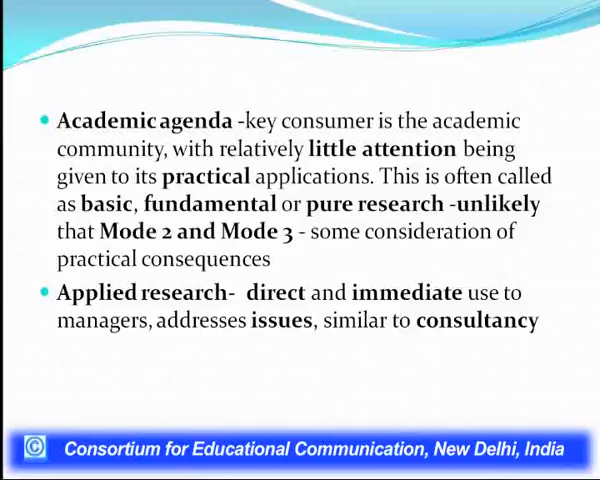 Academic agenda -key consumer is the academic
community, with relatively little attention being
given to its practical applications. This is often called
as basic, fundamental or pure research -unlikely
that Mode 2 and Mode 3 - some consideration of
practical consequences
Applied research- direct and immediate use to
managers, addresses issues, similar to consultancy
© Consortium for Educational Communication, New Delhi, India